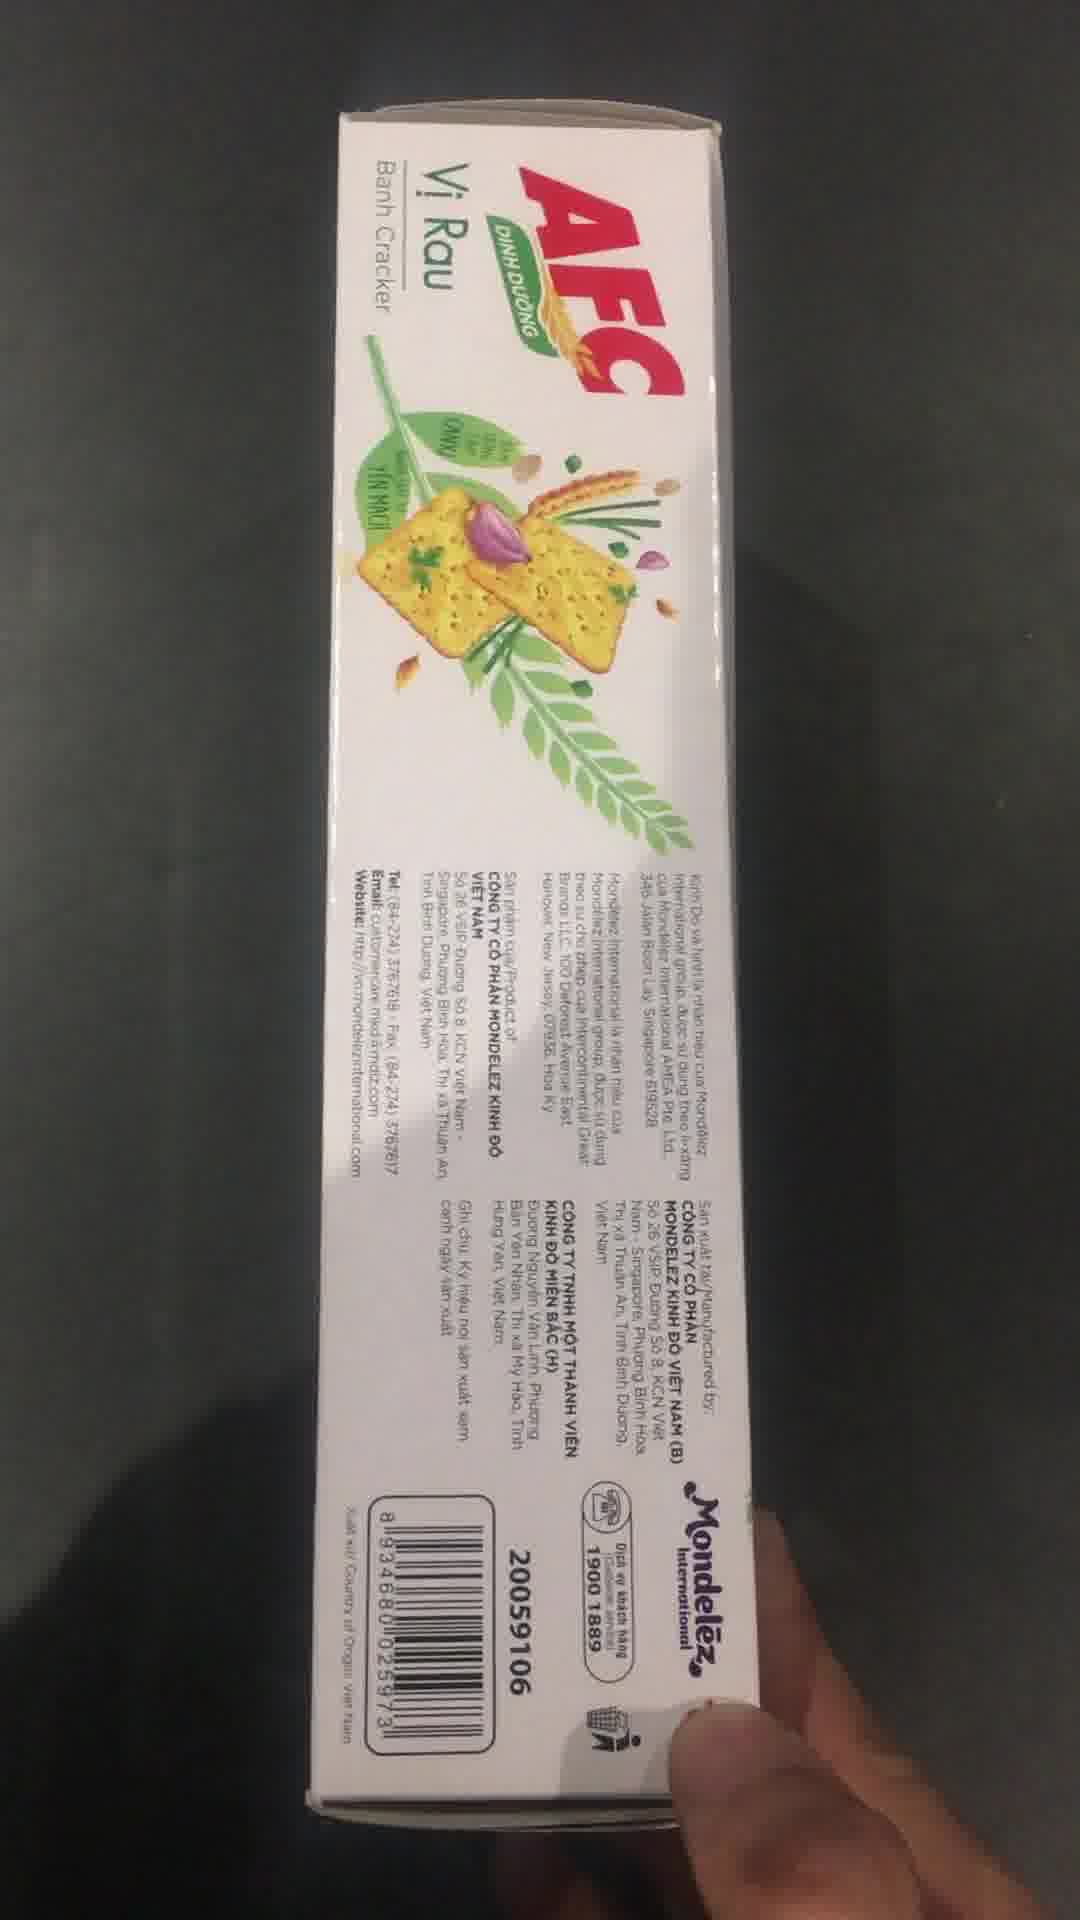 AFC
DINH DƯỠNG
Vị Rau
Bánh Cracker
CANXI
YẾN MẠCH
Kinh Đô và hình là nhãn hiệu của Mondelēz
International group, được sử dụng theo li-xăng
của Mondelez International AMEA Pte. Ltd.,
346 Jalan Boon Lay, Singapore 619528
Mondelez International là nhãn hiệu của
Mondelēz International group, được sử dụng
theo sự cho phép của Intercontinental Great
Brands LLC, 100 Deforest Avenue East
Hanover, New Jersey, 07936, Hoa Kỳ
Sản phẩm của/Product of
CÔNG TY CỔ PHẦN MONDELEZ KINH ĐÔ
VIỆT NAM
Số 26 VSIP Đường Số 8, KCN Việt Nam -
Singapore, Phường Bình Hòa, Thị xã Thuận An,
Tỉnh Bình Dương, Việt Nam
Tel: (84-274) 3767618 - Fax: (84-274) 3767617
Email: customercare.mkd@mdlz.com
Website: http://vn.mondelezinternational.com
Sản xuất tại/Manufactured by:
CÔNG TY CỔ PHẦN
MONDELEZ KINH ĐÔ VIỆT NAM (B)
Số 26 VSIP Đường Số 8, KCN Việt
Nam - Singapore, Phường Bình Hòa,
Thị xã Thuận An, Tỉnh Bình Dương,
Việt Nam
CÔNG TY TNHH MỘT THÀNH VIÊN
KINH ĐÔ MIỀN BẮC (H)
Đường Nguyễn Văn Linh, Phường
Bần Yên Nhân, Thị xã Mỹ Hào, Tỉnh
Hưng Yên, Việt Nam
Ghi chú: Ký hiệu nơi sản xuất xem
cạnh ngày sản xuất
Mondelēz
International
Dịch vụ khách hàng
(Customer service)
1900 1889
20059106
8 934680 025973
Xuất xứ/ Country of Origin: Việt Nam